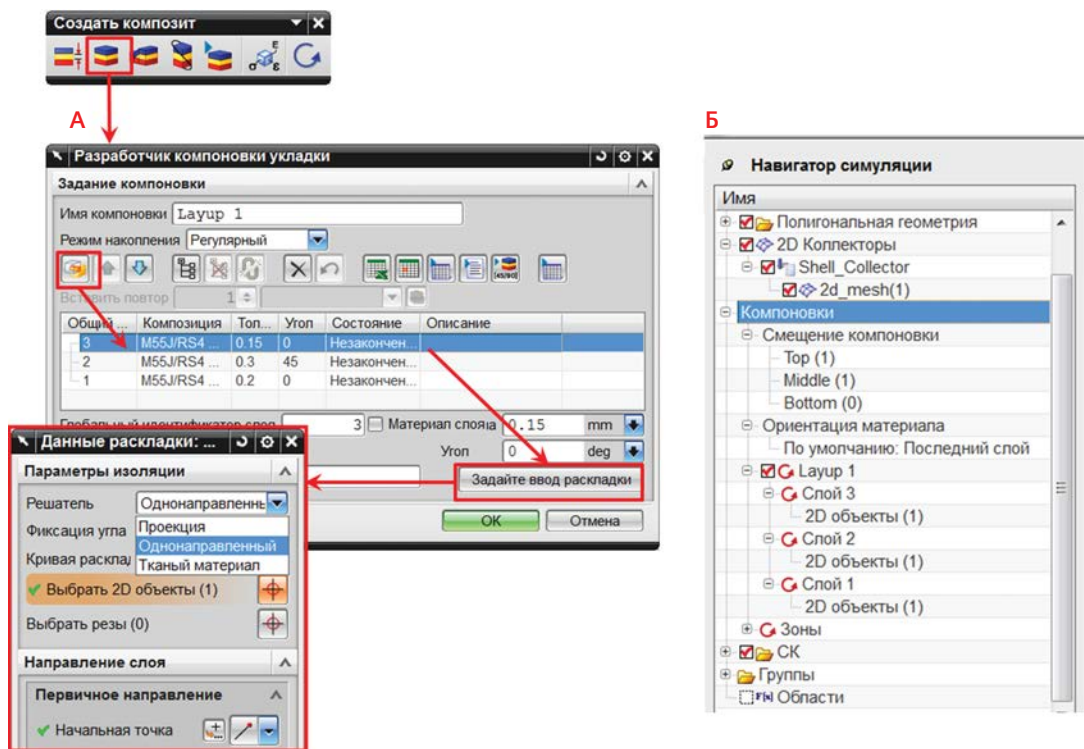 Создать композит
А
Разработчик компоновки укладки
Задание компоновки
Имя компоновки Layup 1
Режим накопления Регулярный
[45/90]
Вставить повтор 1
Общий ... Композиция Тол... Угол Состояние Описание
3 M55J/RS4 ... 0.15 0 Незакончен...
2 M55J/RS4 ... 0.3 45 Незакончен...
1 M55J/RS4 ... 0.2 0 Незакончен...
Глобальный идентификатор слоя 3 Материал слоя 0.15 mm
Угол 0 deg
Задайте ввод раскладки
OK Отмена
Данные раскладки: ...
Параметры изоляции
Решатель Однонаправленны
Фиксация угла
Проекция
Однонаправленный
Кривая расклад
Тканый материал
Выбрать 2D объекты (1)
Выбрать резы (0)
Направление слоя
Первичное направление
Начальная точка
Б
Навигатор симуляции
Имя
Полигональная геометрия
2D Коллекторы
Shell_Collector
2d_mesh(1)
Компоновки
Смещение компоновки
Top (1)
Middle (1)
Bottom (0)
Ориентация материала
По умолчанию: Последний слой
Layup 1
Слой 3
2D объекты (1)
Слой 2
2D объекты (1)
Слой 1
2D объекты (1)
Зоны
СК
Группы
Области